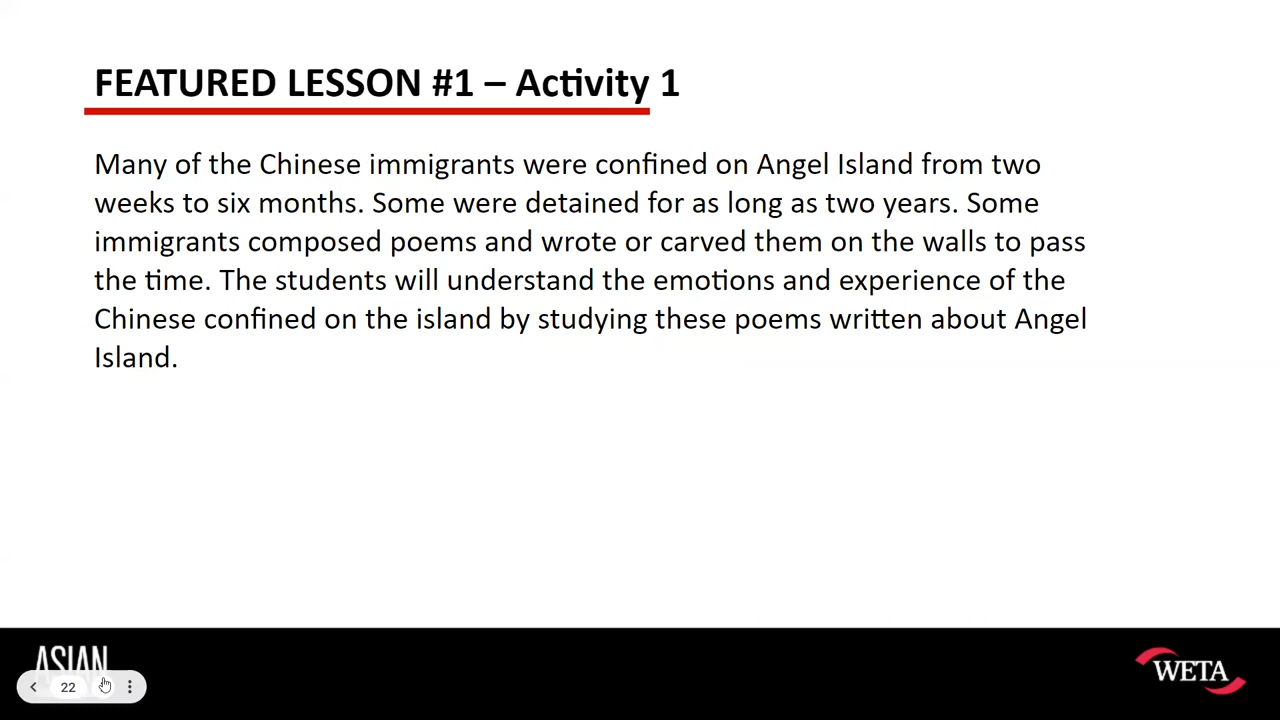 FEATURED LESSON #1 – Activity 1
Many of the Chinese immigrants were confined on Angel Island from two
weeks to six months. Some were detained for as long as two years. Some
immigrants composed poems and wrote or carved them on the walls to pass
the time. The students will understand the emotions and experience of the
Chinese confined on the island by studying these poems written about Angel
Island.
ASIAN
22
WETA